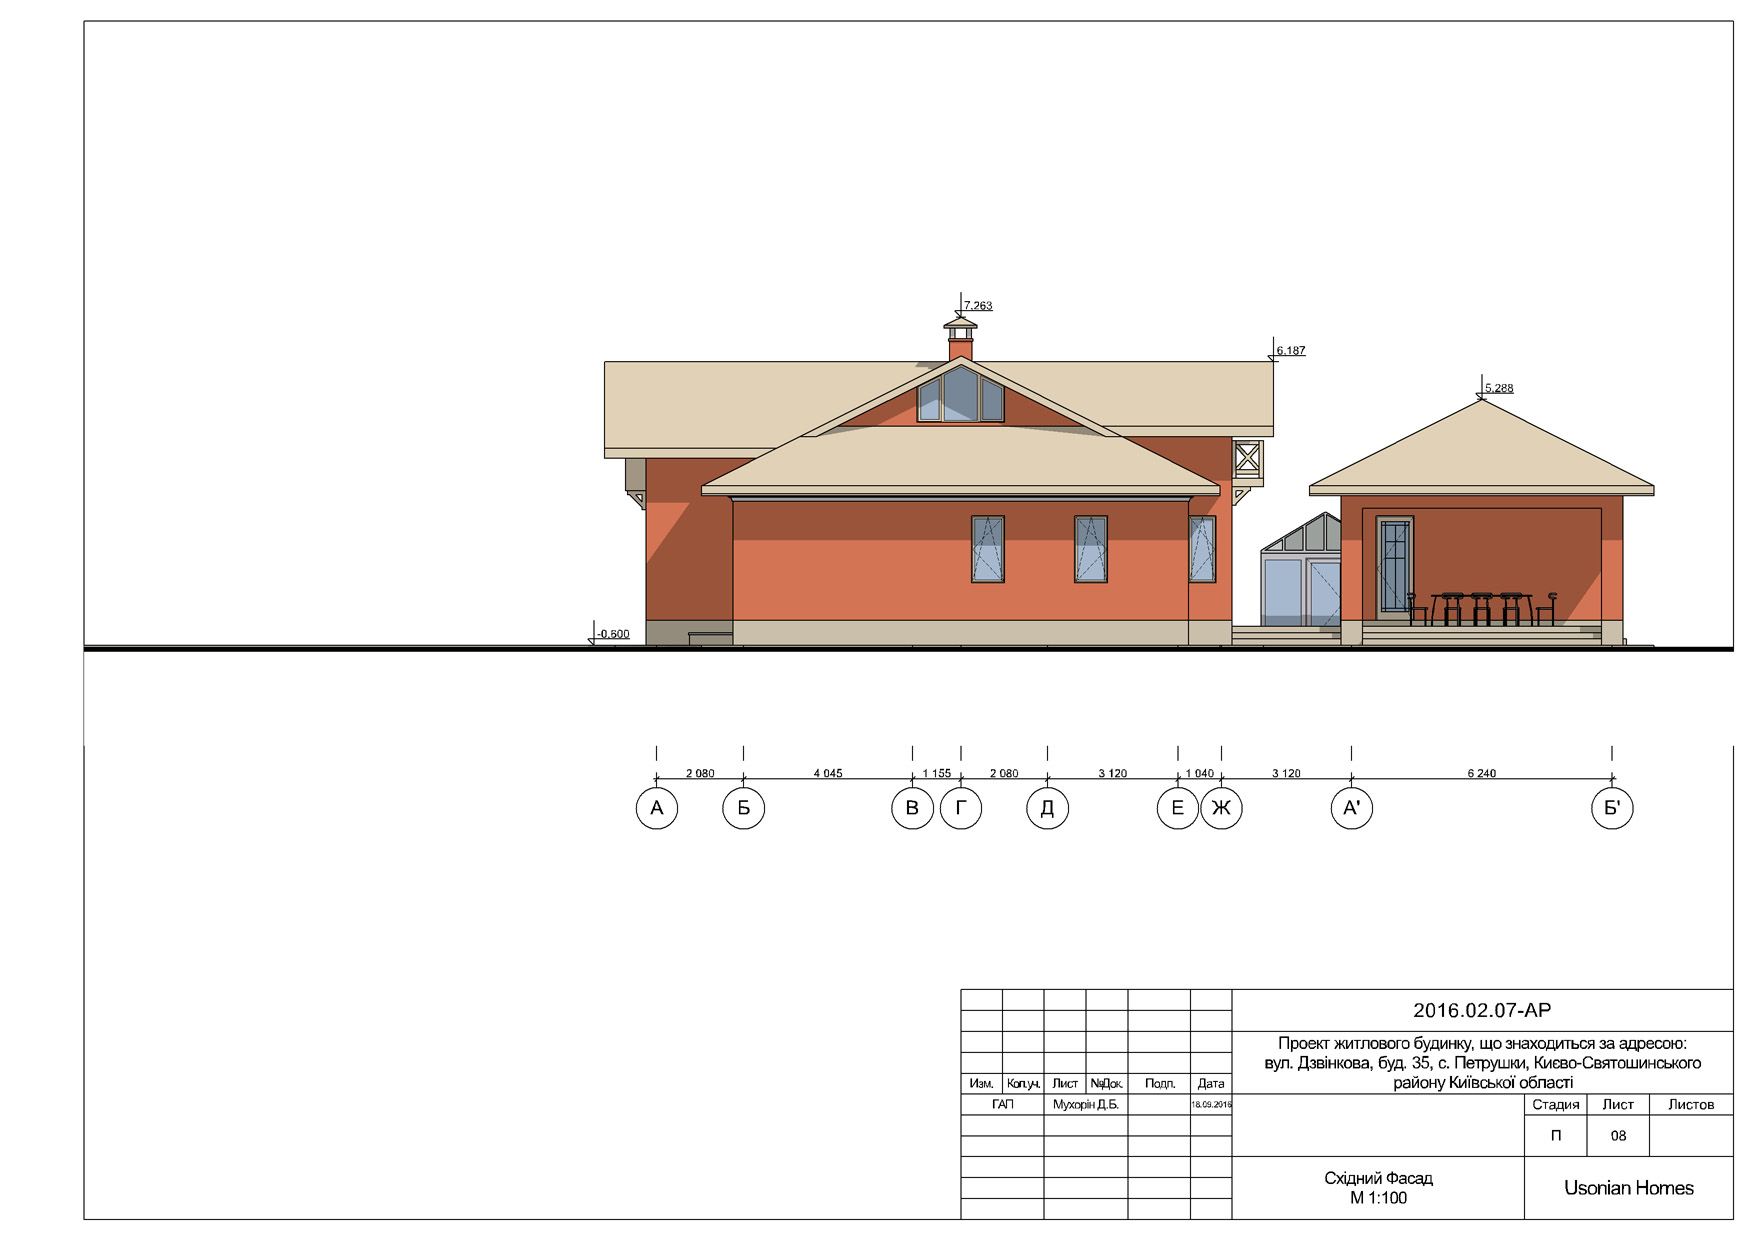 7.263
6.187
5.288
-0.600
2 080 4 045 1 155 2 080 3 120 1 040 3 120 6 240
А Б В Г Д Е Ж А' Б'
2016.02.07-АР
Проект житлового будинку, що знаходиться за адресою:
вул. Дзвінкова, буд. 35, с. Петрушки, Києво-Святошинського
району Київської області
Изм. Кол.уч. Лист №Док. Подп. Дата
ГАП Мухорін Д.Б. 18.09.2016
Стадия Лист Листов
П 08
Східний Фасад
М 1:100
Usonian Homes